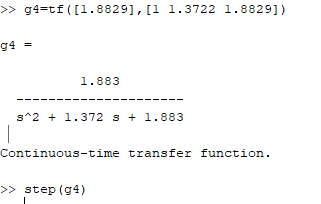 >> g4=tf([1.8829],[1 1.3722 1.8829])
g4 =
1.883
---------------------
s^2 + 1.372 s + 1.883
Continuous-time transfer function.
>> step(g4)